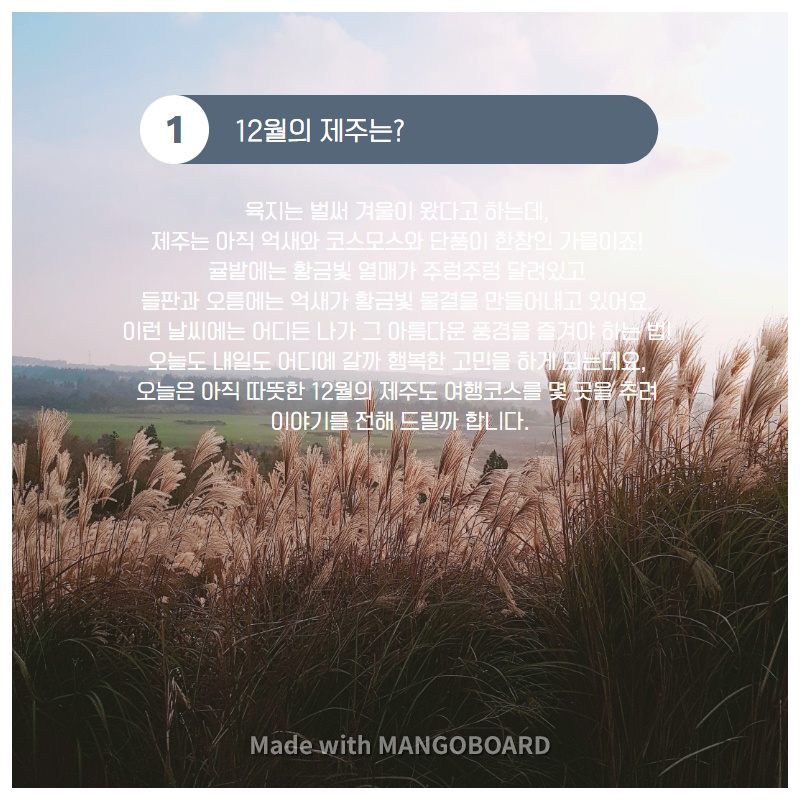 1
12월의 제주는?
육지는 벌써 겨울이 왔다고 하는데,
제주는 아직 억새와 코스모스와 단풍이 한창인 가을이죠!
귤밭에는 황금빛 열매가 주렁주렁 달려있고
들판과 오름에는 억새가 황금빛 물결을 만들어내고 있어요.
이런 날씨에는 어디든 나가 그 아름다운 풍경을 즐겨야 하는 법!
오늘도 내일도 어디에 갈까 행복한 고민을 하게 되는데요,
오늘은 아직 따뜻한 12월의 제주도 여행코스를 몇 곳을 추려
이야기를 전해 드릴까 합니다.
Made with MANGOBOARD